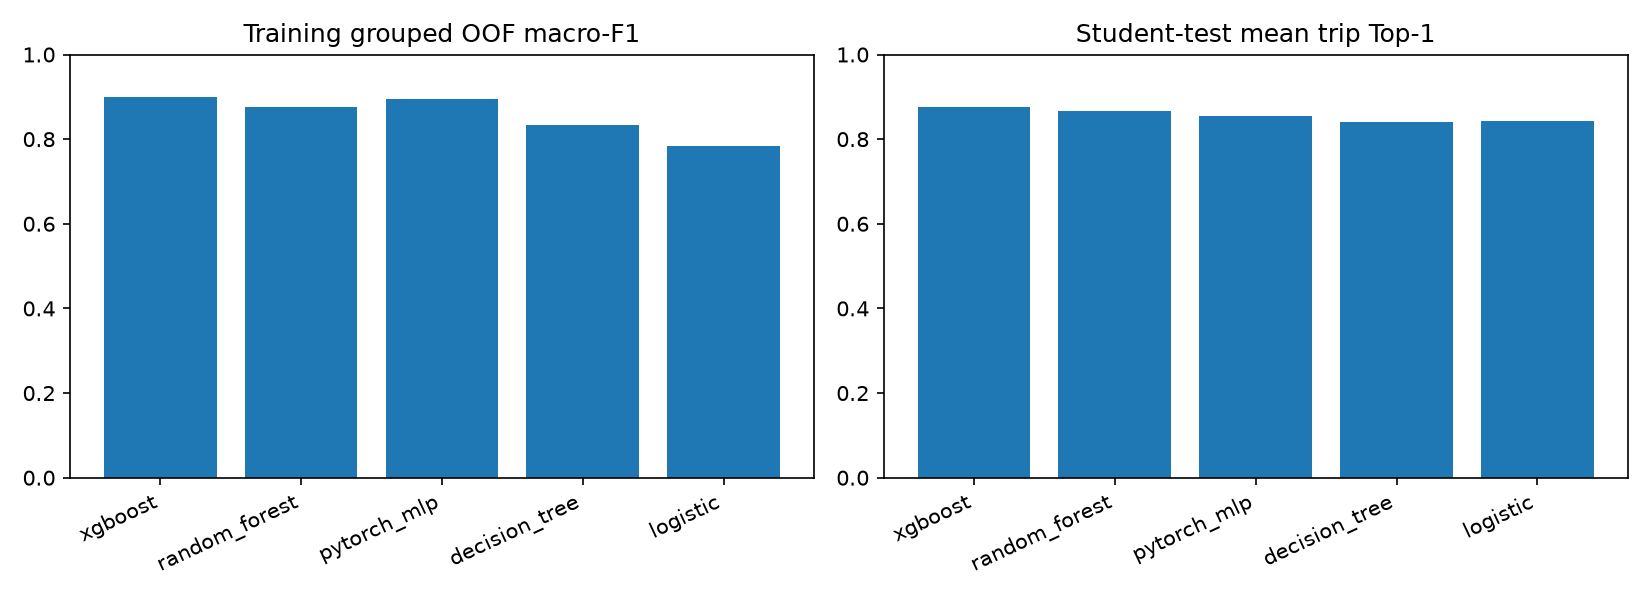 Training grouped OOF macro-F1
1.0
0.8
0.6
0.4
0.2
0.0
xgboost
random_forest
pytorch_mlp
decision_tree
logistic
Student-test mean trip Top-1
1.0
0.8
0.6
0.4
0.2
0.0
xgboost
random_forest
pytorch_mlp
decision_tree
logistic